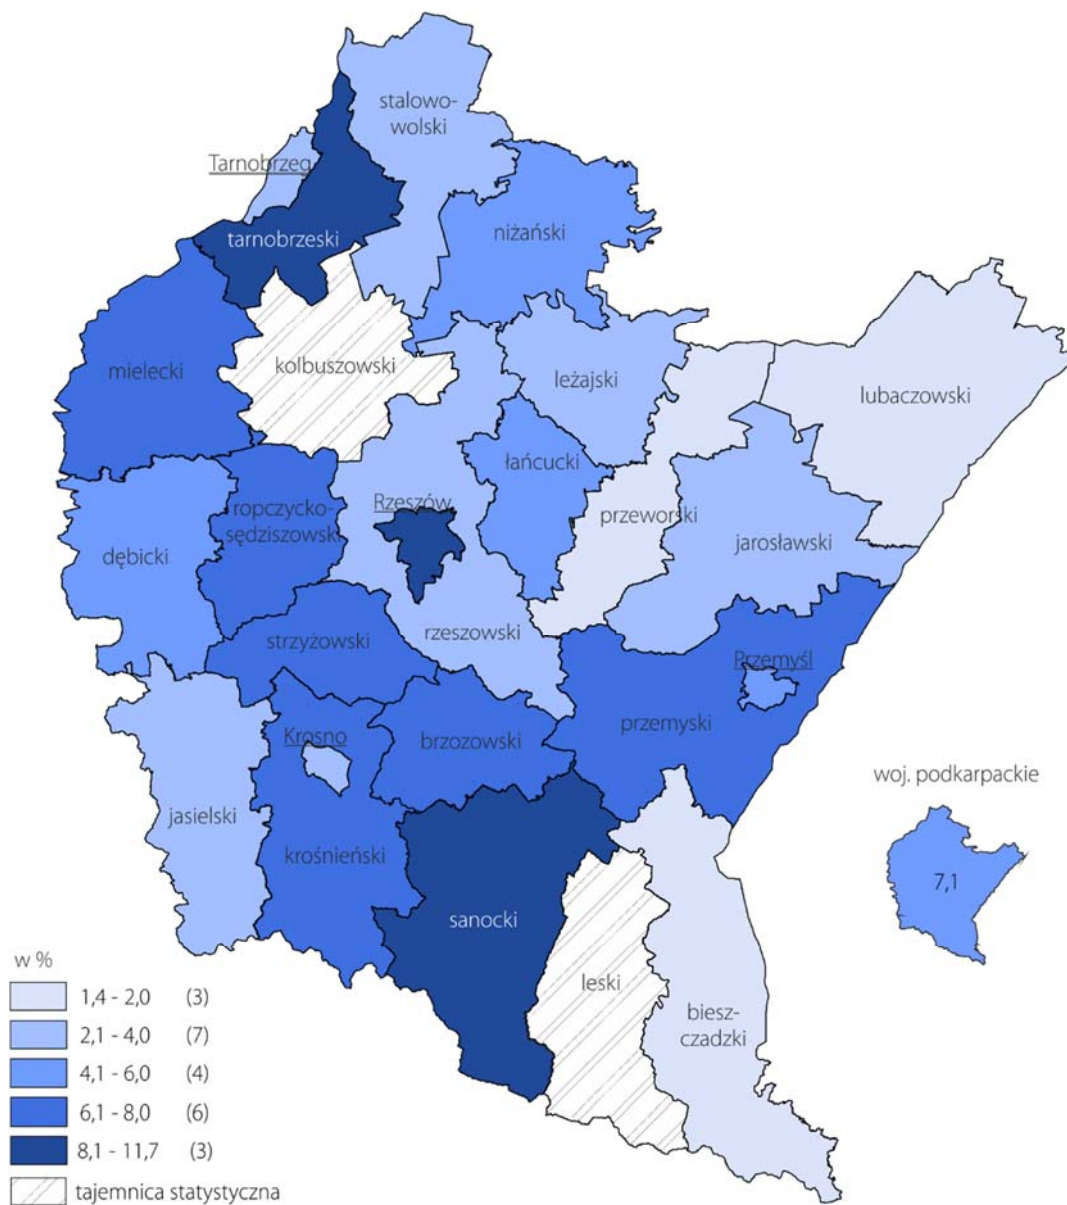 stalowo-
wolski
Tarnobrzeg
tarnobrzeski
niżański
mielecki
kolbuszowski
leżajski
lubaczowski
łańcucki
ropczycko-
sędziszowski
Rzeszów
przeworski
dębicki
jarosławski
strzyżowski
rzeszowski
Przemyśl
przemyski
Krosno
brzozowski
jasielski
krośnieński
sanocki
leski
biesz-
czadzki
woj. podkarpackie
7,1
w %
1,4 - 2,0 (3)
2,1 - 4,0 (7)
4,1 - 6,0 (4)
6,1 - 8,0 (6)
8,1 - 11,7 (3)
tajemnica statystyczna